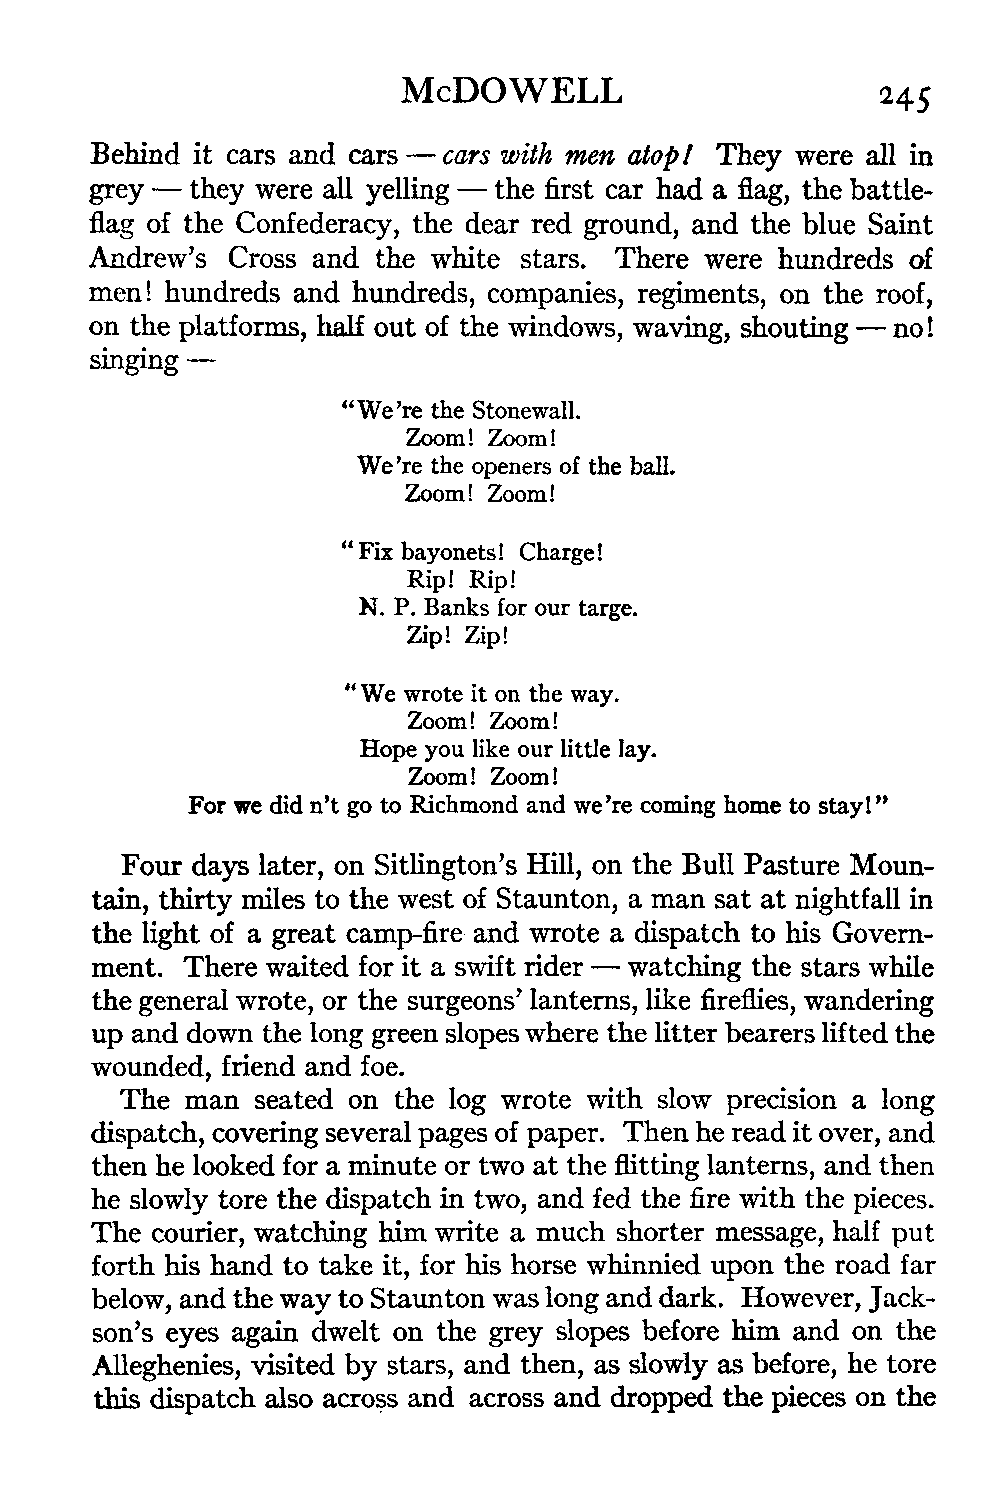 McDOWELL 245
Behind it cars and cars — cars with men atop! They were all in
grey — they were all yelling — the first car had a flag, the battle-
flag of the Confederacy, the dear red ground, and the blue Saint
Andrew's Cross and the white stars. There were hundreds of
men! hundreds and hundreds, companies, regiments, on the roof,
on the platforms, half out of the windows, waving, shouting — no!
singing —
"We're the Stonewall.
Zoom! Zoom!
We're the openers of the ball.
Zoom! Zoom!
"Fix bayonets! Charge!
Rip! Rip!
N. P. Banks for our targe.
Zip! Zip!
"We wrote it on the way.
Zoom! Zoom!
Hope you like our little lay.
Zoom! Zoom!
For we did n't go to Richmond and we're coming home to stay!"
Four days later, on Sitlington's Hill, on the Bull Pasture Moun-
tain, thirty miles to the west of Staunton, a man sat at nightfall in
the light of a great camp-fire and wrote a dispatch to his Govern-
ment. There waited for it a swift rider — watching the stars while
the general wrote, or the surgeons' lanterns, like fireflies, wandering
up and down the long green slopes where the litter bearers lifted the
wounded, friend and foe.
The man seated on the log wrote with slow precision a long
dispatch, covering several pages of paper. Then he read it over, and
then he looked for a minute or two at the flitting lanterns, and then
he slowly tore the dispatch in two, and fed the fire with the pieces.
The courier, watching him write a much shorter message, half put
forth his hand to take it, for his horse whinnied upon the road far
below, and the way to Staunton was long and dark. However, Jack-
son's eyes again dwelt on the grey slopes before him and on the
Alleghenies, visited by stars, and then, as slowly as before, he tore
this dispatch also across and across and dropped the pieces on the